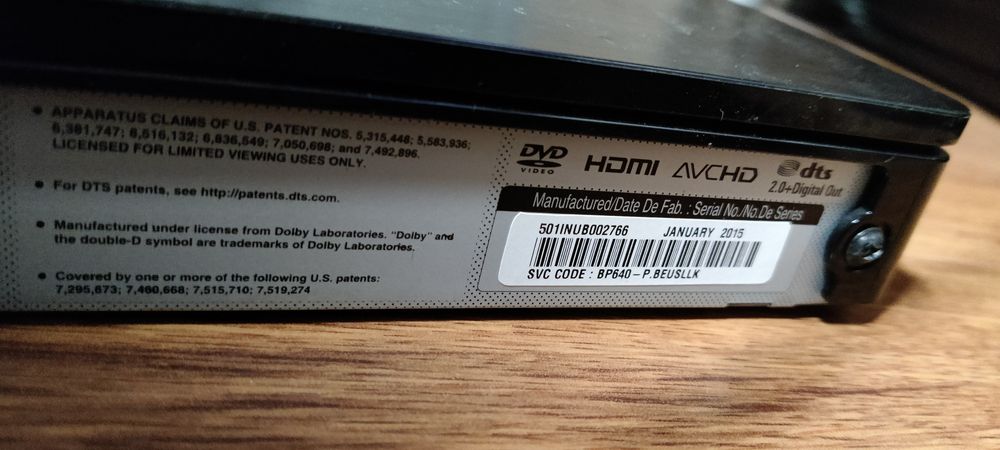 • APPARATUS CLAIMS OF U.S. PATENT NOS. 5,315,448; 5,583,936;
6,381,747; 6,516,132; 6,836,549; 7,050,698; and 7,492,896.
LICENSED FOR LIMITED VIEWING USES ONLY.
• For DTS patents, see http://patents.dts.com.
• Manufactured under license from Dolby Laboratories. "Dolby" and
the double-D symbol are trademarks of Dolby Laboratories.
• Covered by one or more of the following U.S. patents:
7,295,673; 7,460,668; 7,515,710; 7,519,274
DVD VIDEO HDMI AVCHD dts
2.0+Digital Out
Manufactured/Date De Fab. : Serial No./No.De Series
501INUB002766 JANUARY 2015
SVC CODE : BP640-P.BEUSLLK